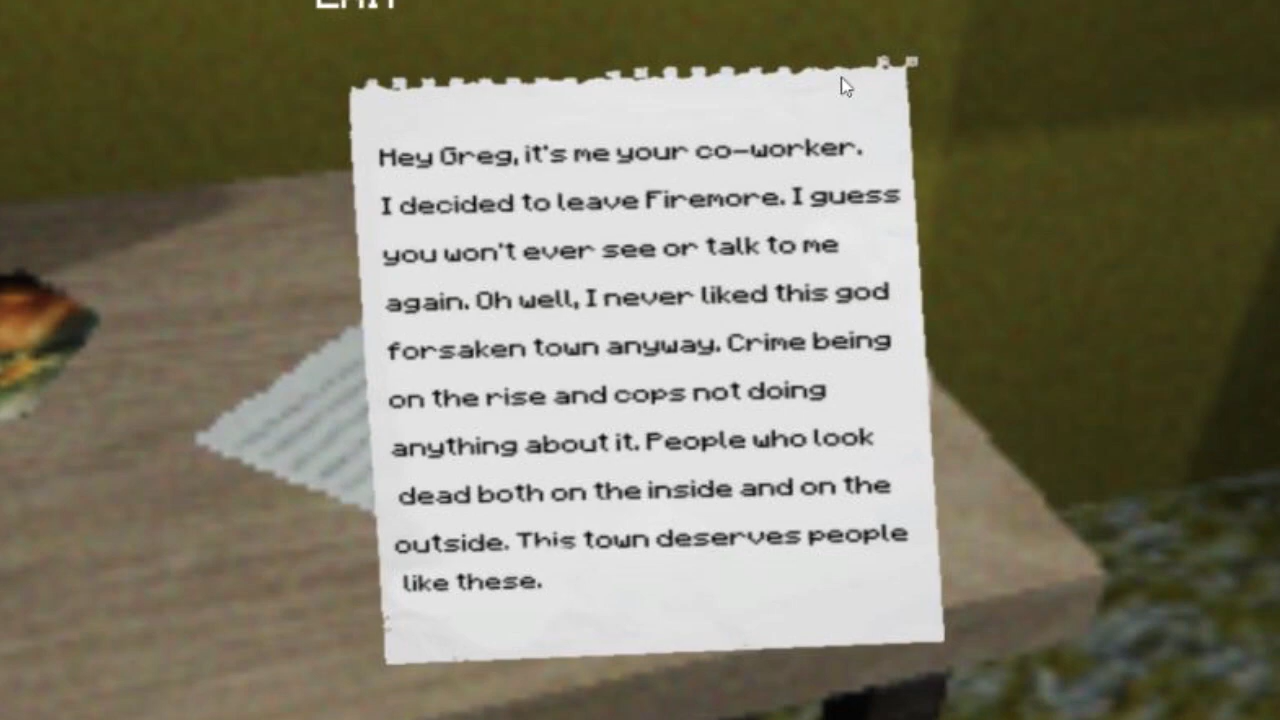 EXIT
Hey Greg, it's me your co-worker.
I decided to leave Firemore. I guess
you won't ever see or talk to me
again. Oh well, I never liked this god
forsaken town anyway. Crime being
on the rise and cops not doing
anything about it. People who look
dead both on the inside and on the
outside. This town deserves people
like these.